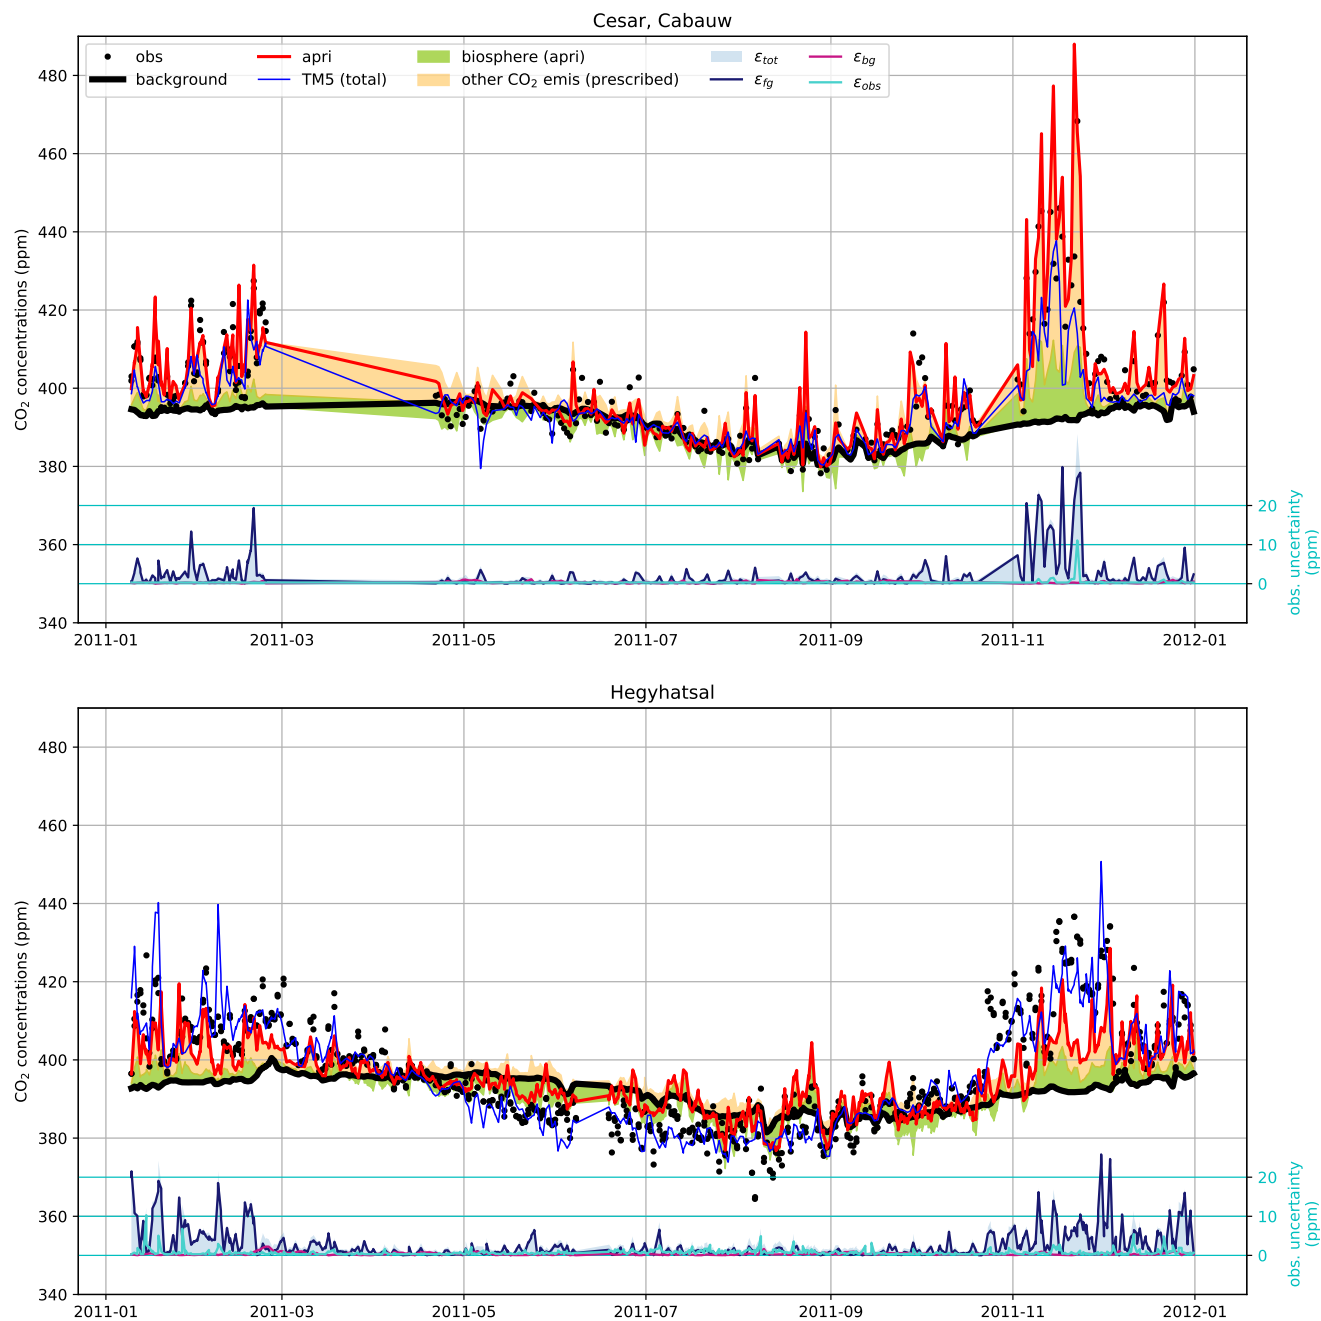 Cesar, Cabauw
obs
background
apri
TM5 (total)
biosphere (apri)
other CO₂ emis (prescribed)
ε_tot
ε_fg
ε_bg
ε_obs
CO₂ concentrations (ppm)
480
460
440
420
400
380
360
340
20
10
0
obs. uncertainty
(ppm)
2011-01
2011-03
2011-05
2011-07
2011-09
2011-11
2012-01
Hegyhatsal
CO₂ concentrations (ppm)
480
460
440
420
400
380
360
340
20
10
0
obs. uncertainty
(ppm)
2011-01
2011-03
2011-05
2011-07
2011-09
2011-11
2012-01